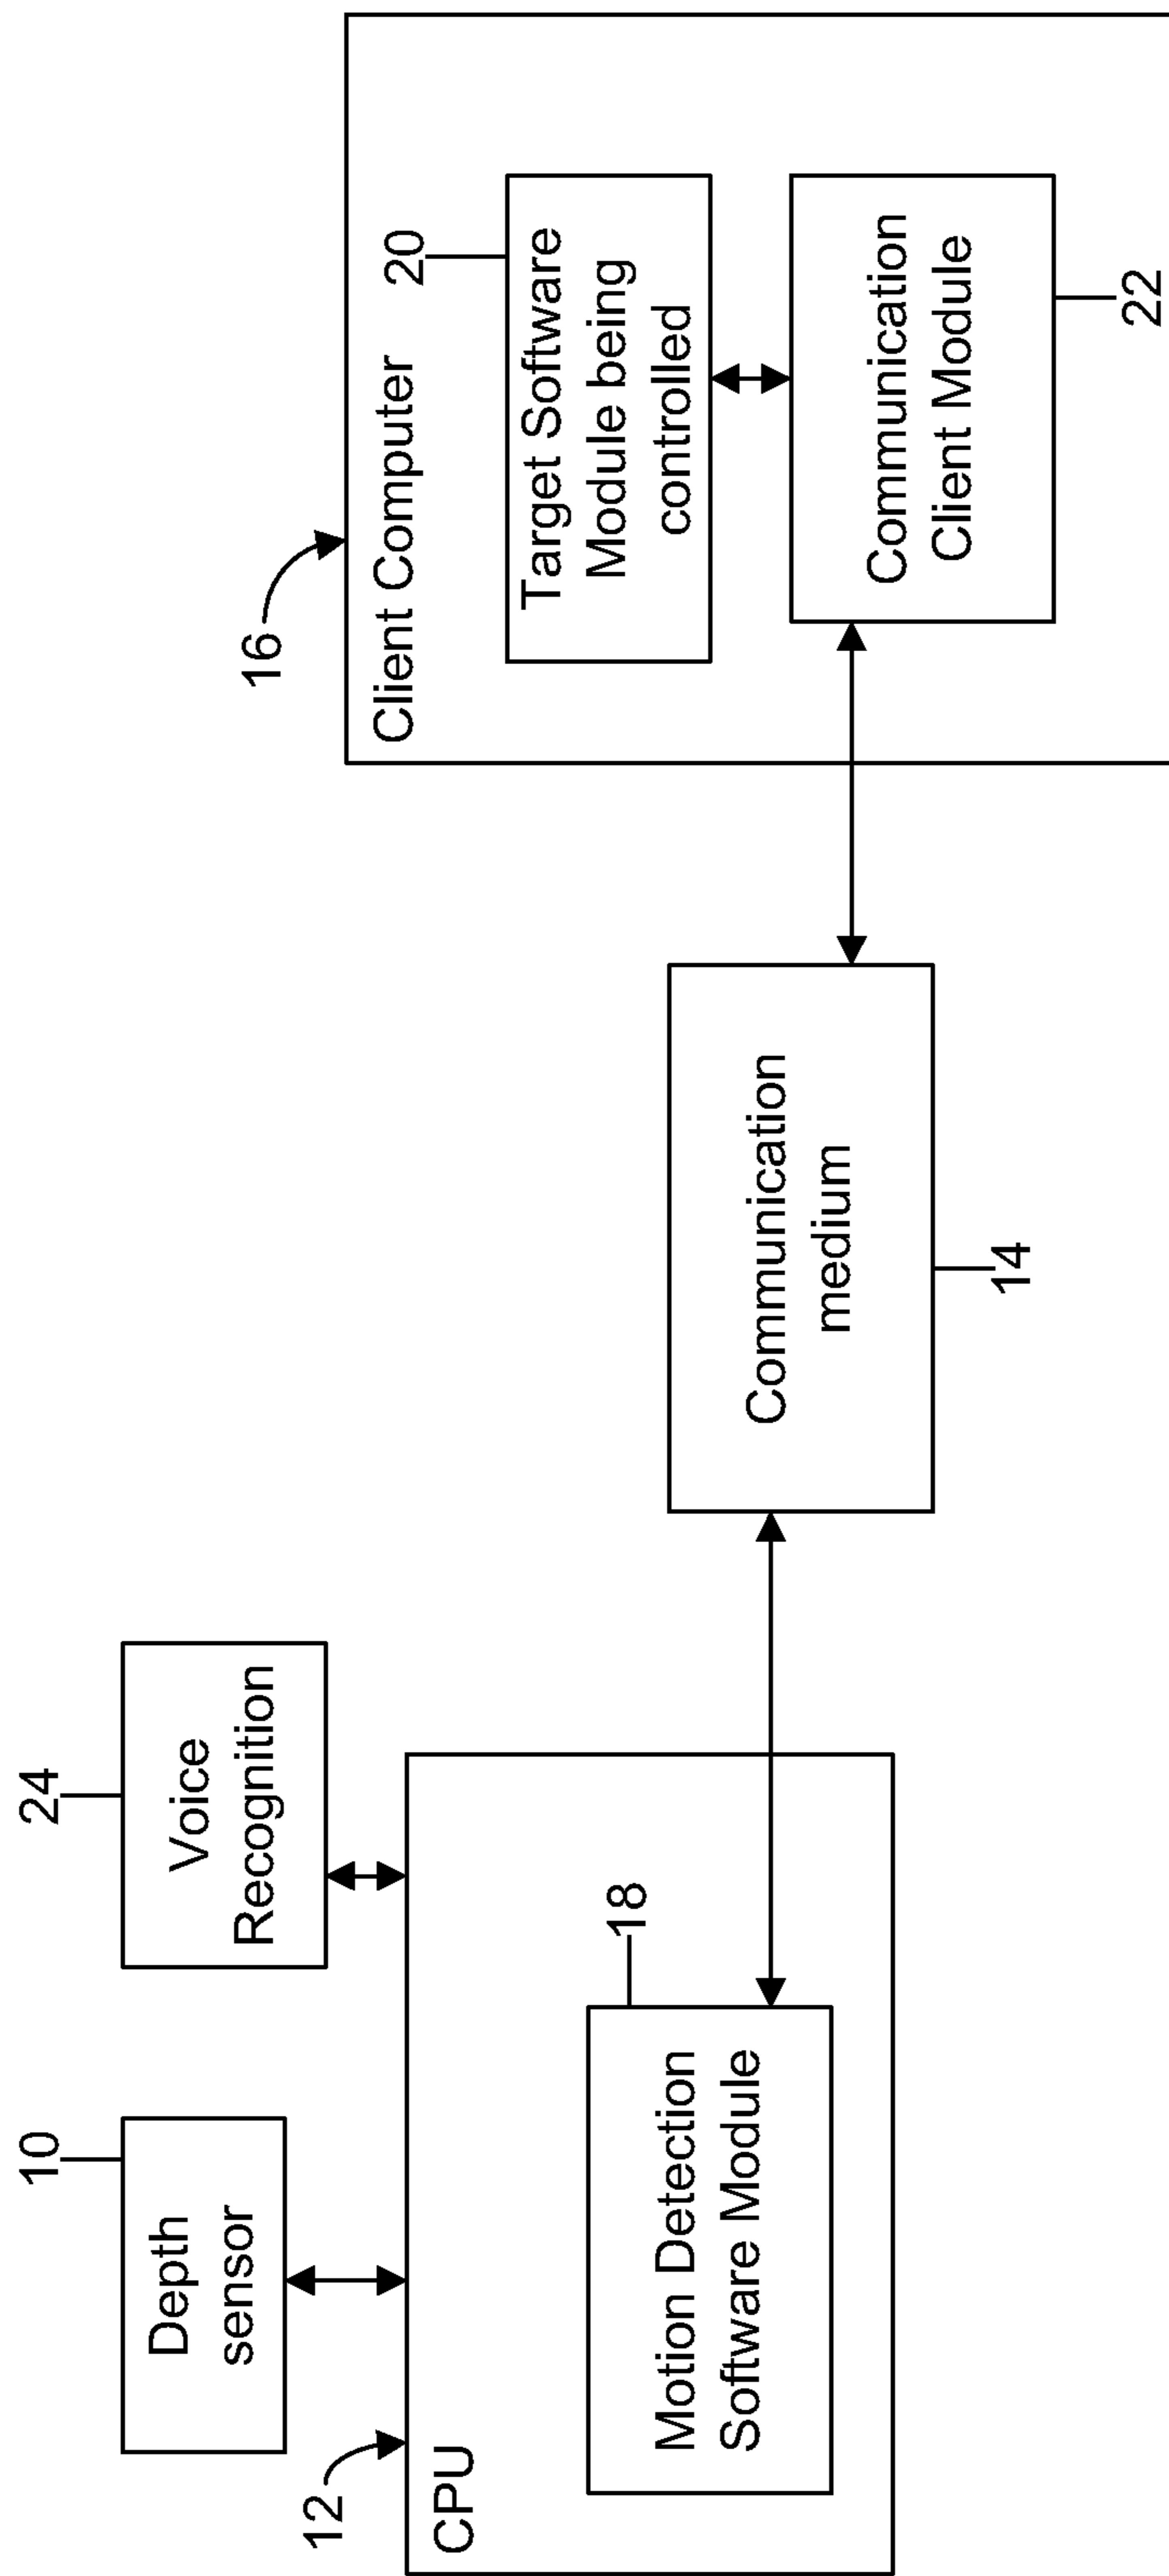 10
Depth
sensor
24
Voice
Recognition
12
CPU
18
Motion Detection
Software Module
Communication
medium
14
16
Client Computer
20
Target Software
Module being
controlled
Communication
Client Module
22